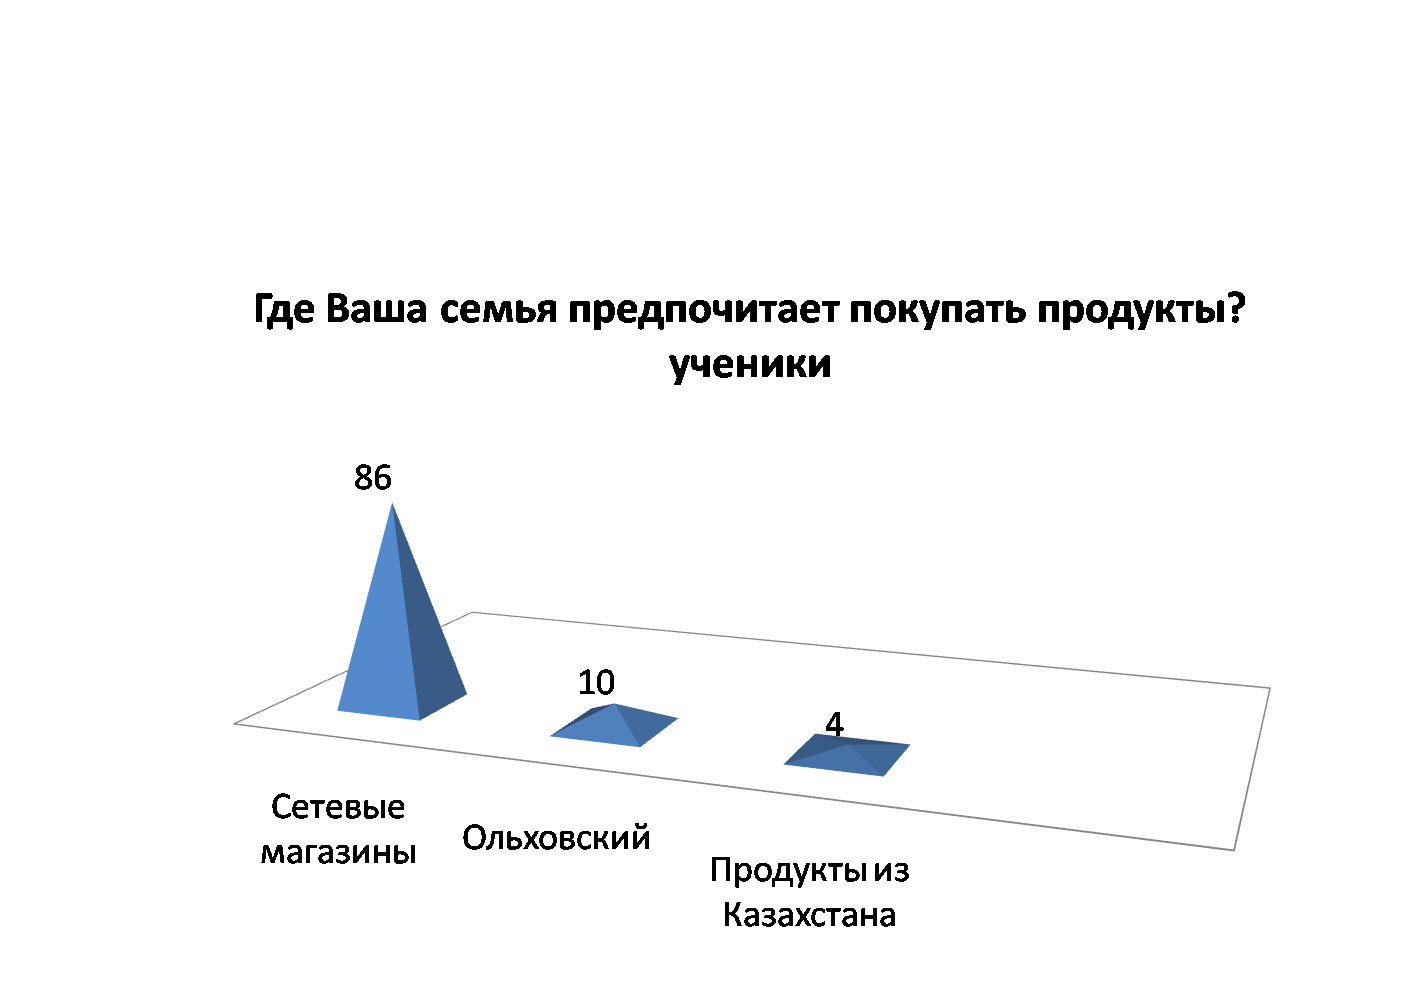 Где Ваша семья предпочитает покупать продукты?
ученики
86
10
4
Сетевые
магазины
Ольховский
Продукты из
Казахстана